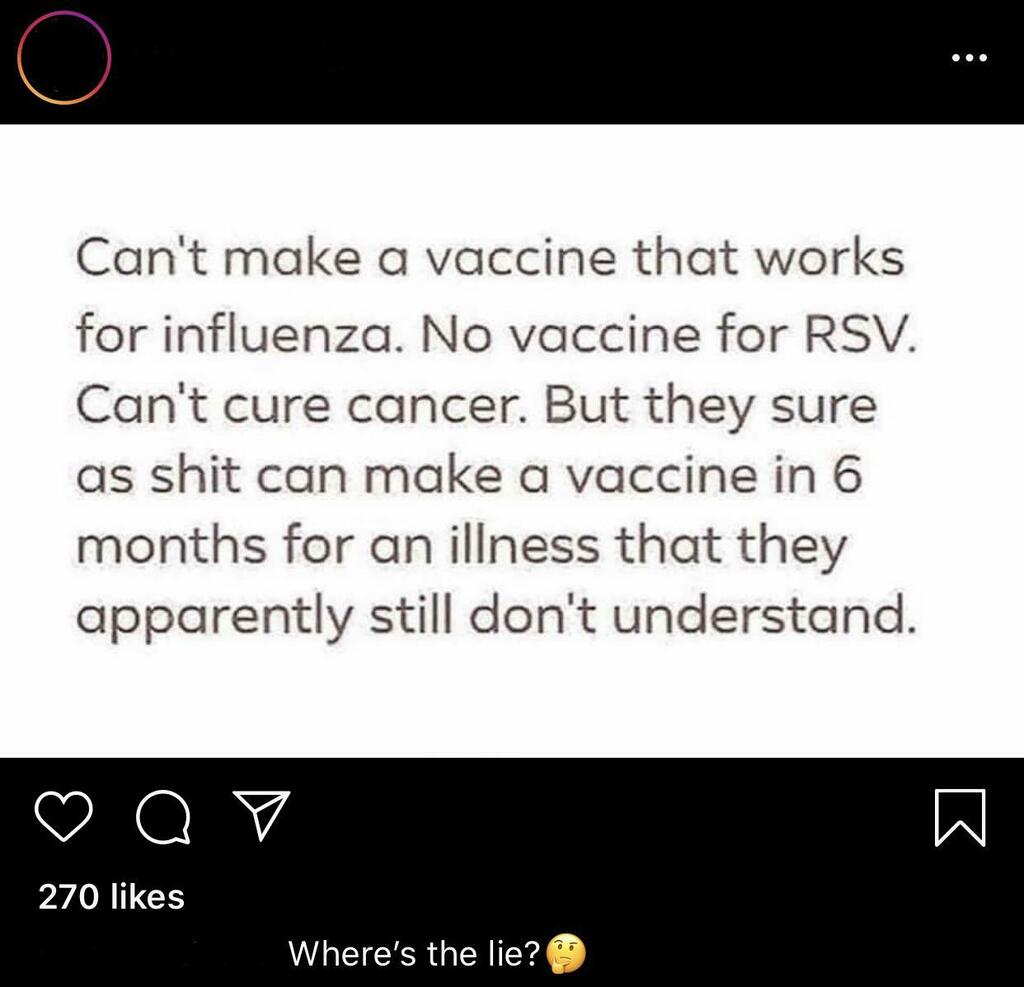 Can't make a vaccine that works
for influenza. No vaccine for RSV.
Can't cure cancer. But they sure
as shit can make a vaccine in 6
months for an illness that they
apparently still don't understand.
270 likes
Where's the lie?🤔